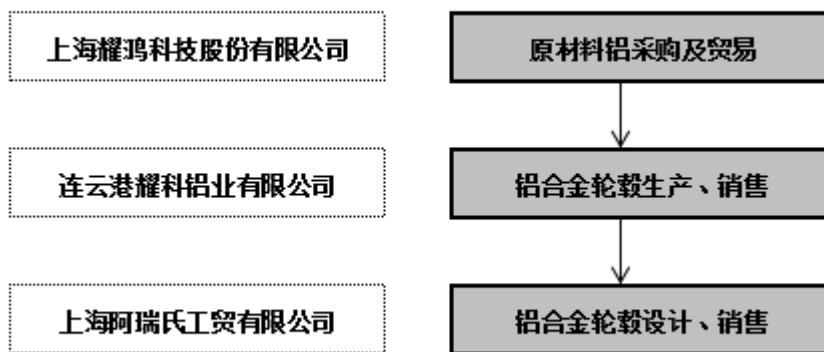 上海耀鸿科技股份有限公司
原材料铝采购及贸易
连云港耀科铝业有限公司
铝合金轮毂生产、销售
上海阿瑞氏工贸有限公司
铝合金轮毂设计、销售